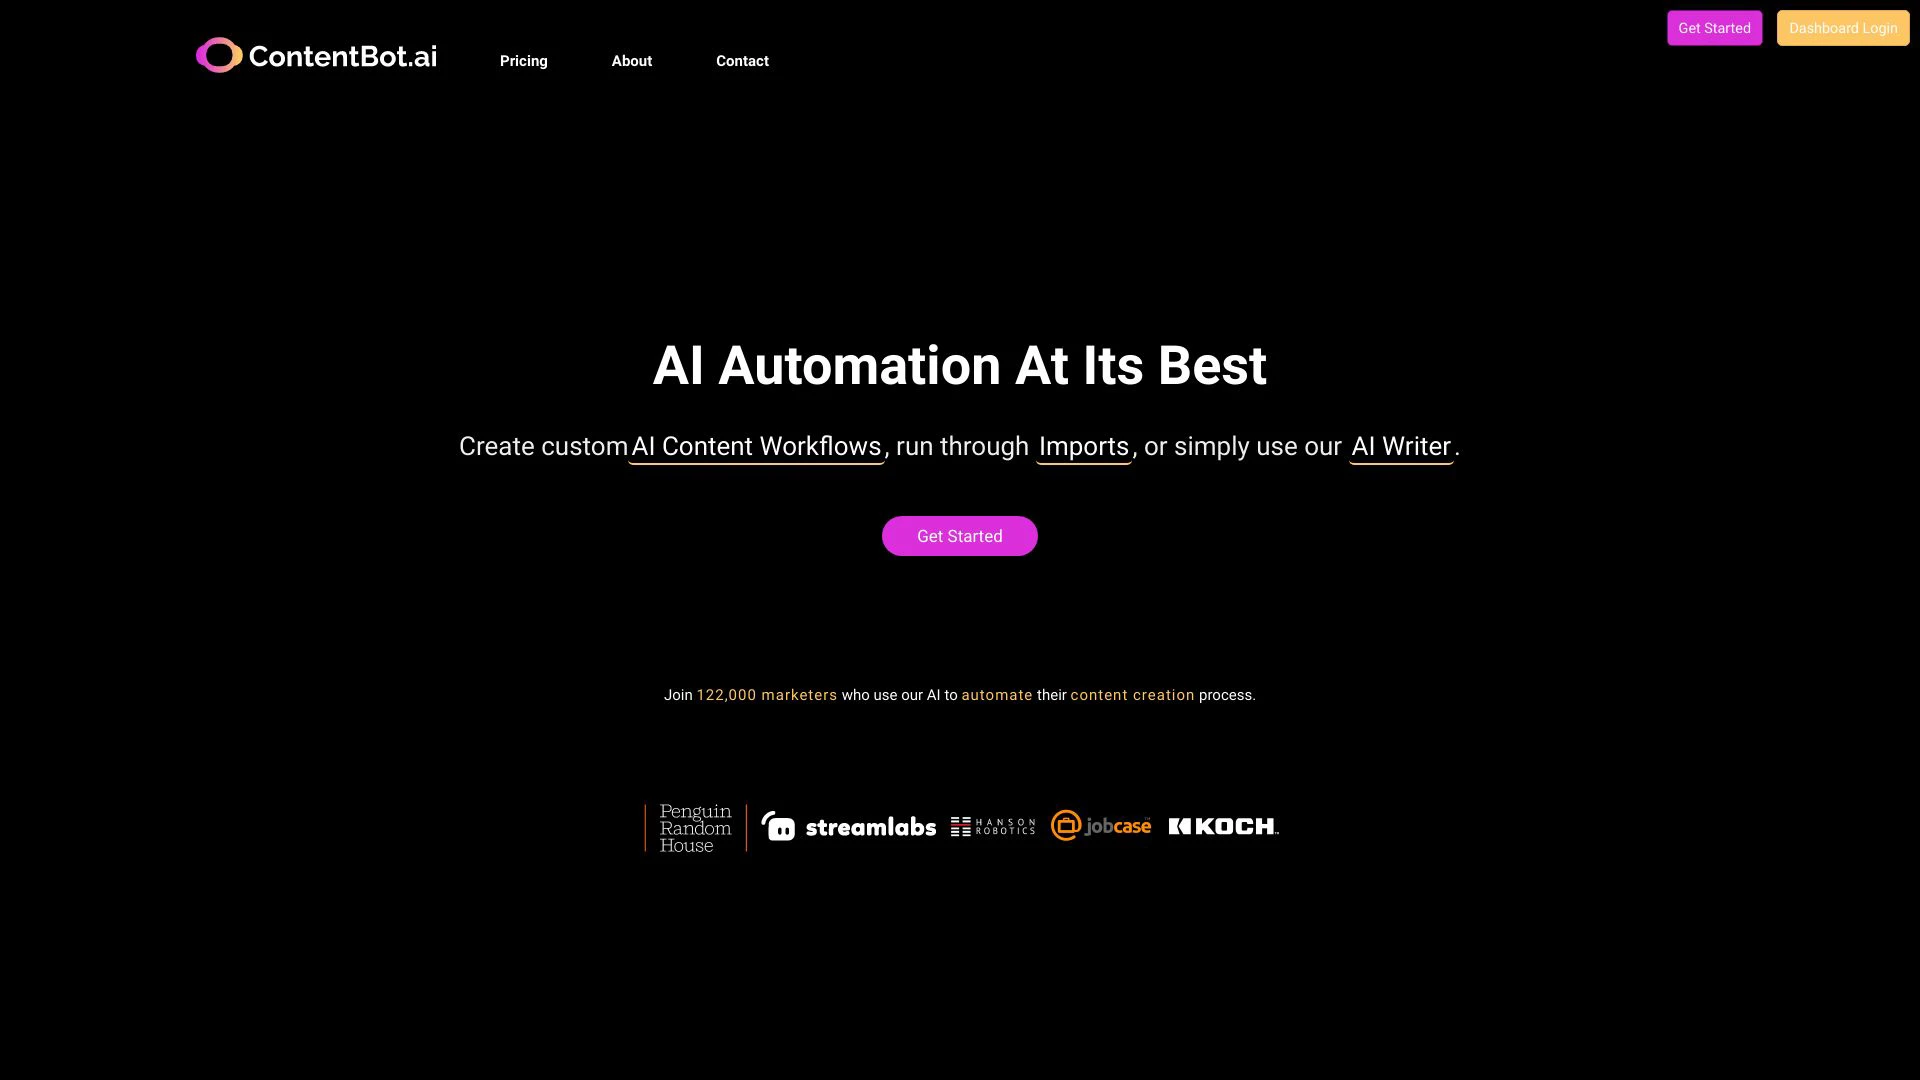 Get Started
Dashboard Login
ContentBot.ai
Pricing
About
Contact
AI Automation At Its Best
Create custom AI Content Workflows, run through Imports, or simply use our AI Writer.
Get Started
Join 122,000 marketers who use our AI to automate their content creation process.
Penguin
Random
House
streamlabs
HANSON
ROBOTICS
jobcase
KOCH